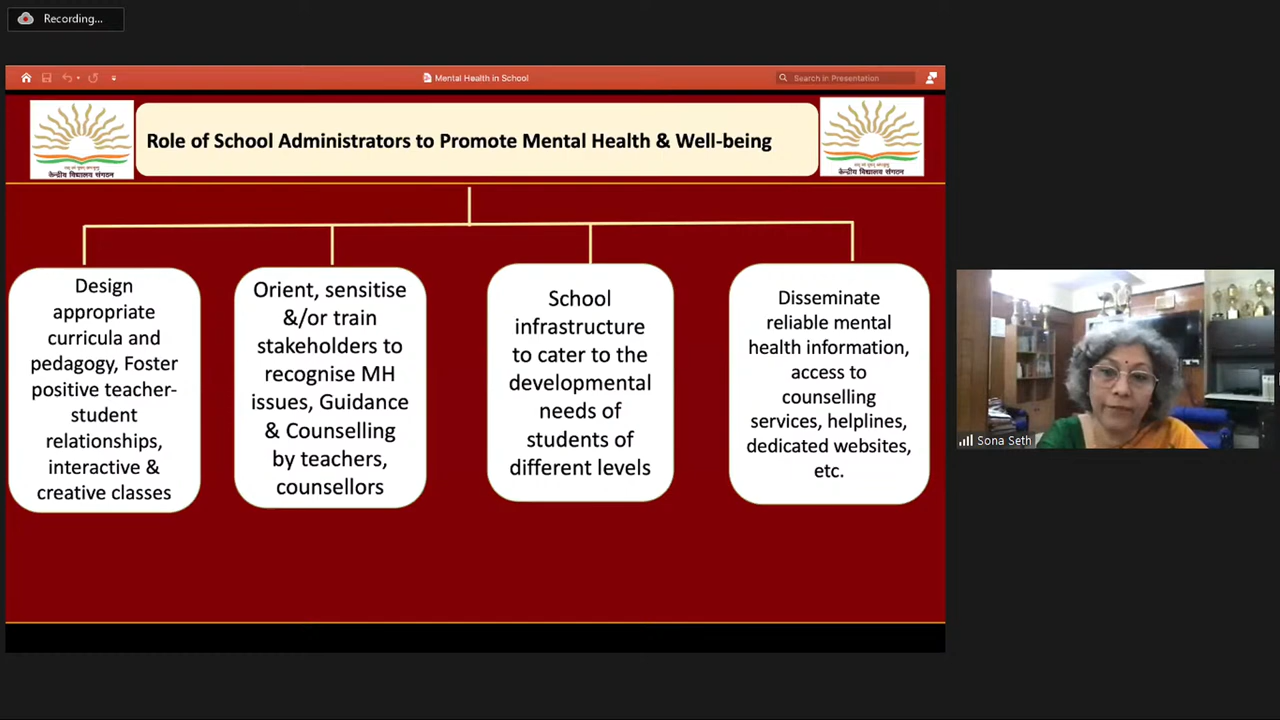 Recording...
Mental Health in School
Search in Presentation
Role of School Administrators to Promote Mental Health & Well-being
केन्द्रीय विद्यालय संगठन
केन्द्रीय विद्यालय संगठन
Design
appropriate
curricula and
pedagogy, Foster
positive teacher-
student
relationships,
interactive &
creative classes
Orient, sensitise
&/or train
stakeholders to
recognise MH
issues, Guidance
& Counselling
by teachers,
counsellors
School
infrastructure
to cater to the
developmental
needs of
students of
different levels
Disseminate
reliable mental
health information,
access to
counselling
services, helplines,
dedicated websites,
etc.
Sona Seth